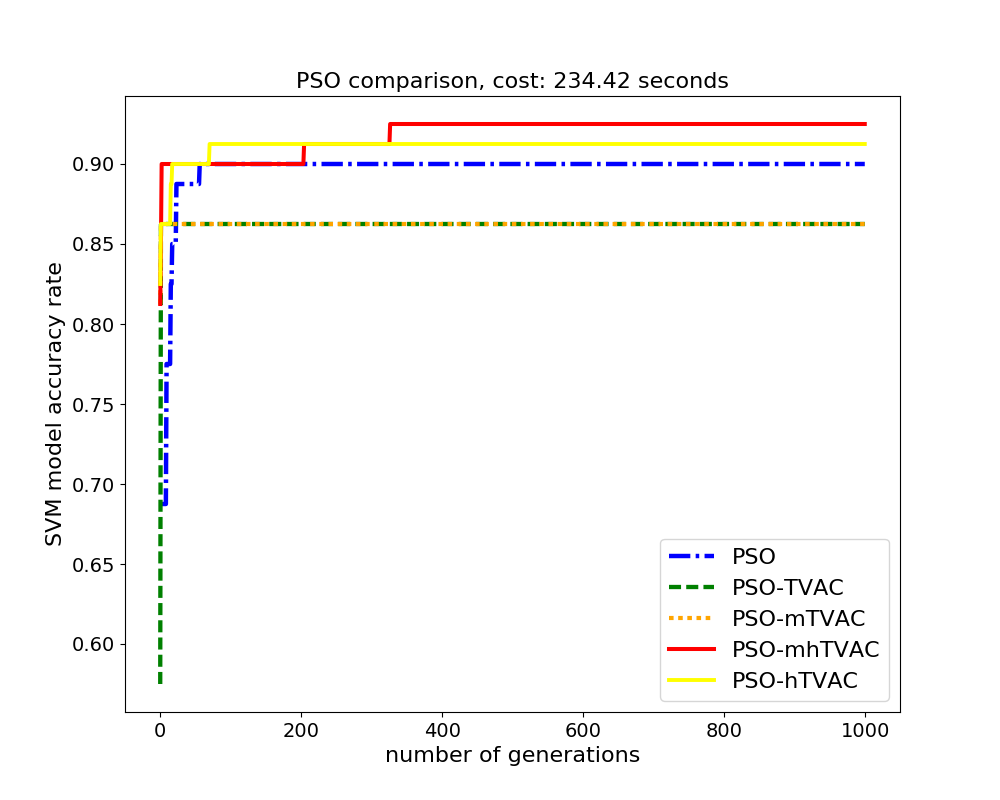 PSO comparison, cost: 234.42 seconds
SVM model accuracy rate
0.90
0.85
0.80
0.75
0.70
0.65
0.60
0
200
400
600
800
1000
number of generations
PSO
PSO-TVAC
PSO-mTVAC
PSO-mhTVAC
PSO-hTVAC